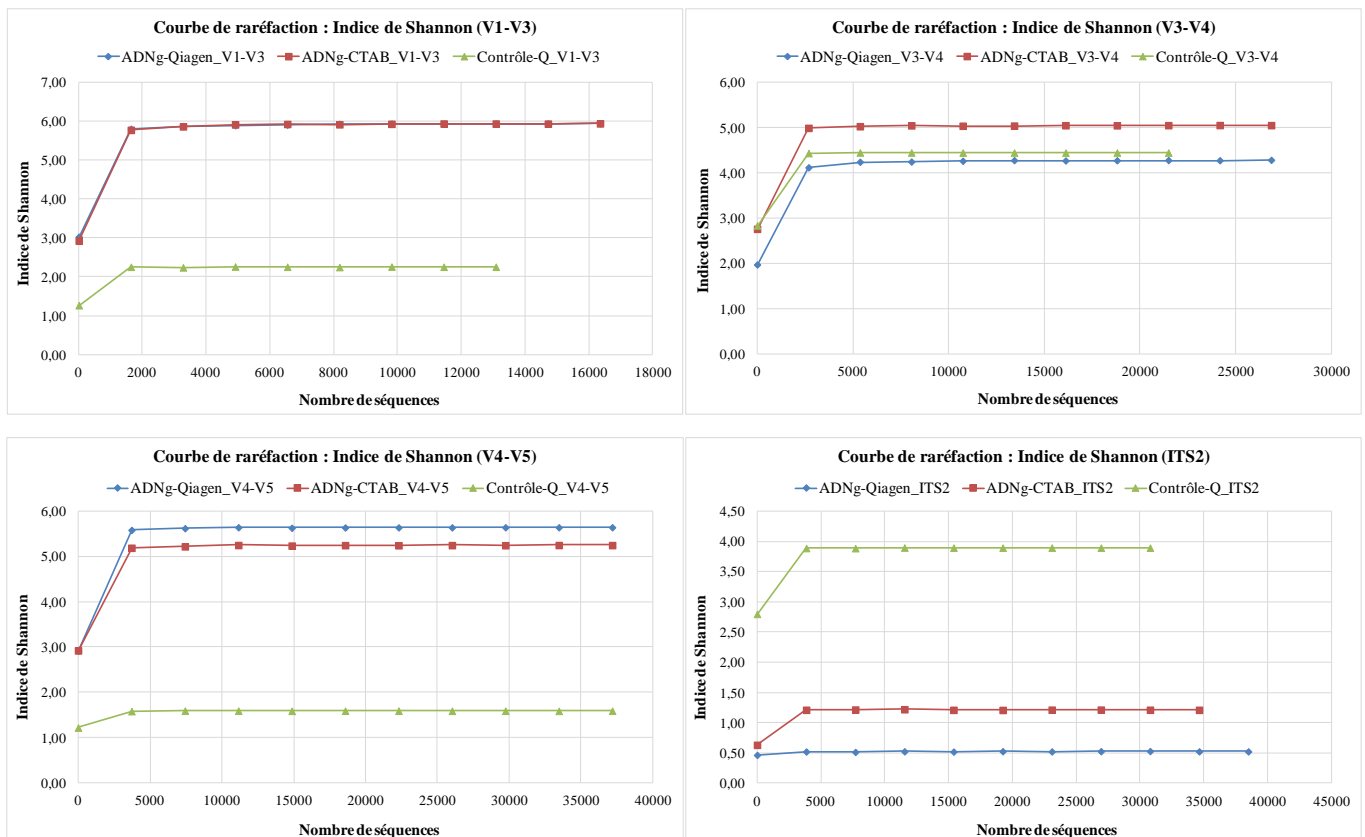 Courbe de raréfaction : Indice de Shannon (V1-V3)
ADNg-Qiagen_V1-V3 ADNg-CTAB_V1-V3 Contrôle-Q_V1-V3
7,00
6,00
5,00
4,00
3,00
2,00
1,00
0,00
Indice de Shannon
0 2000 4000 6000 8000 10000 12000 14000 16000 18000
Nombre de séquences
Courbe de raréfaction : Indice de Shannon (V3-V4)
ADNg-Qiagen_V3-V4 ADNg-CTAB_V3-V4 Contrôle-Q_V3-V4
6,00
5,00
4,00
3,00
2,00
1,00
0,00
Indice de Shannon
0 5000 10000 15000 20000 25000 30000
Nombre de séquences
Courbe de raréfaction : Indice de Shannon (V4-V5)
ADNg-Qiagen_V4-V5 ADNg-CTAB_V4-V5 Contrôle-Q_V4-V5
6,00
5,00
4,00
3,00
2,00
1,00
0,00
Indice de Shannon
0 5000 10000 15000 20000 25000 30000 35000 40000
Nombre de séquences
Courbe de raréfaction : Indice de Shannon (ITS2)
ADNg-Qiagen_ITS2 ADNg-CTAB_ITS2 Contrôle-Q_ITS2
4,50
4,00
3,50
3,00
2,50
2,00
1,50
1,00
0,50
0,00
Indice de Shannon
0 5000 10000 15000 20000 25000 30000 35000 40000 45000
Nombre de séquences